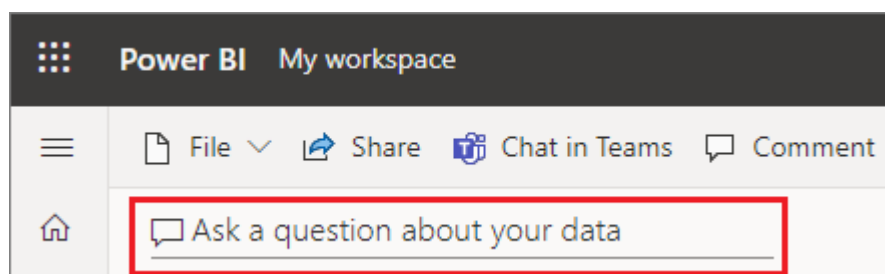 Power BI My workspace
File Share Chat in Teams Comment
Ask a question about your data